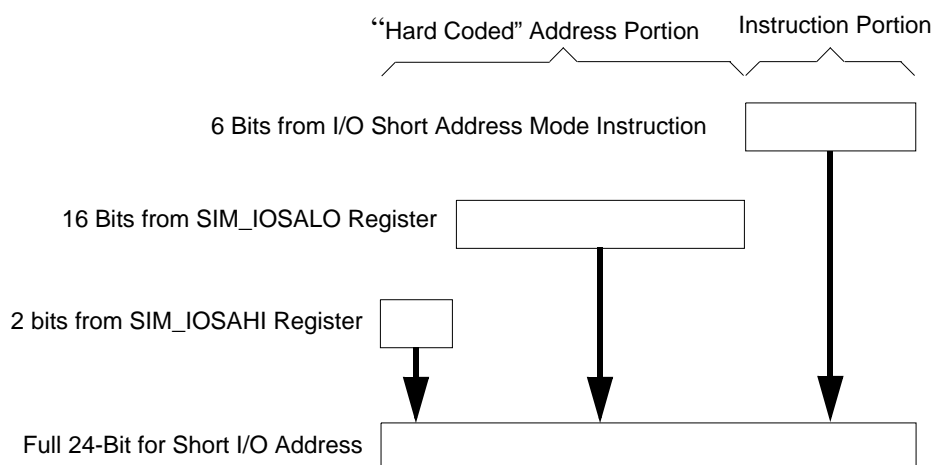 “Hard Coded” Address Portion
Instruction Portion
6 Bits from I/O Short Address Mode Instruction
16 Bits from SIM_IOSALO Register
2 bits from SIM_IOSAHI Register
Full 24-Bit for Short I/O Address